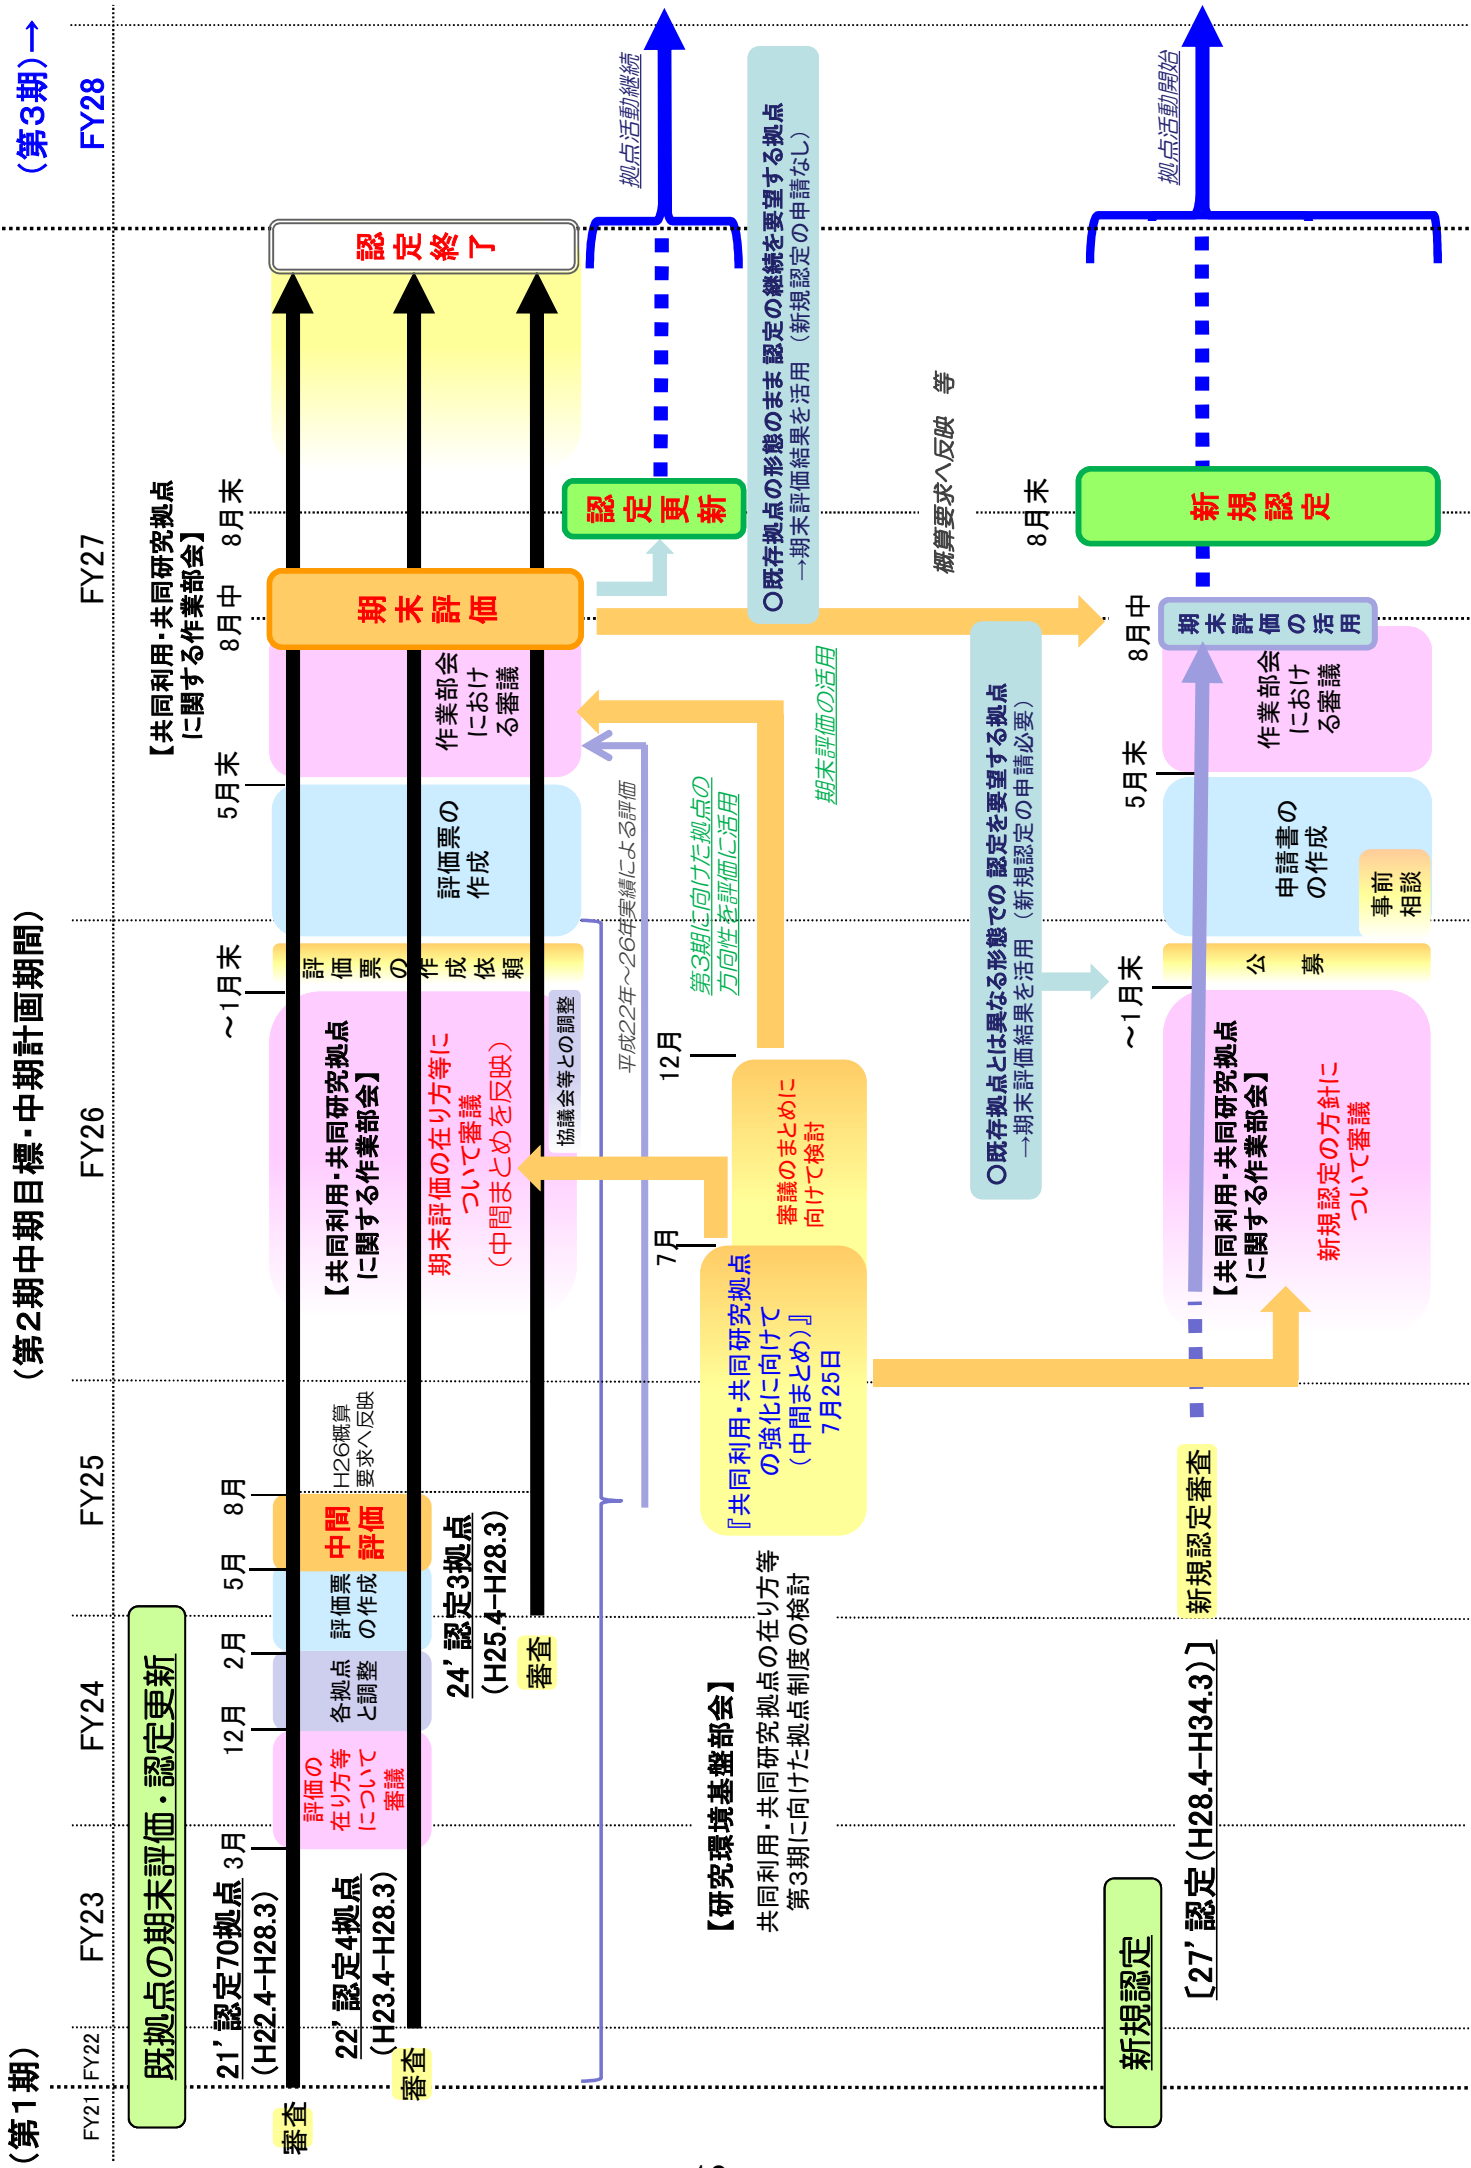 (第1期)
(第2期中期目標・中期計画期間)
(第3期)→
FY21
FY22
FY23
FY24
FY25
FY26
FY27
FY28
既拠点の期末評価・認定更新
【共同利用・共同研究拠点
に関する作業部会】
3月
12月
2月
5月
8月
～1月末
5月末
8月中
8月末
21’認定70拠点
(H22.4-H28.3)
審査
22’認定4拠点
(H23.4-H28.3)
審査
評価の
在り方等
について
審議
各拠点
と調整
評価票
の作成
中間
評価
H26概算
要求へ反映
24’認定3拠点
(H25.4-H28.3)
審査
【共同利用・共同研究拠点
に関する作業部会】
期末評価の在り方等に
ついて審議
(中間まとめを反映)
協議会等との調整
評価票の作成依頼
評価票の
作成
作業部会
におけ
る審議
期末評価
認定終了
認定更新
拠点活動継続
平成22年～26年実績による評価
第3期に向けた拠点の
方向性を評価に活用
期末評価の活用
【研究環境基盤部会】
共同利用・共同研究拠点の在り方等
第3期に向けた拠点制度の検討
『共同利用・共同研究拠点
の強化に向けて
(中間まとめ)』
7月25日
7月
12月
審議のまとめに
向けて検討
○既存拠点の形態のまま 認定の継続を要望する拠点
→期末評価結果を活用 (新規認定の申請なし)
概算要求へ反映 等
○既存拠点とは異なる形態での 認定を要望する拠点
→期末評価結果を活用 (新規認定の申請必要)
新規認定
～1月末
5月末
8月中
8月末
〔27’認定(H28.4-H34.3)〕
新規認定審査
【共同利用・共同研究拠点
に関する作業部会】
新規認定の方針に
ついて審議
公募
申請書の
の作成
事前
相談
作業部会
におけ
る審議
期末評価の活用
新規認定
拠点活動開始